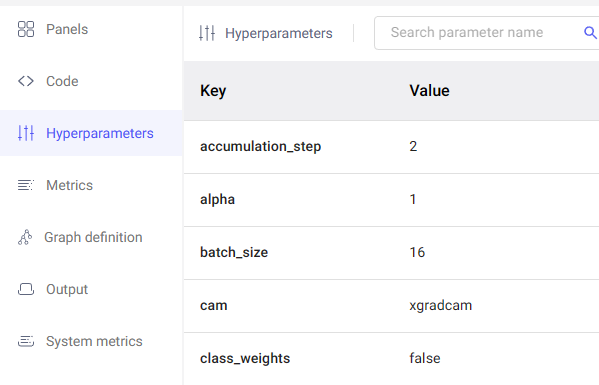 Panels
Code
Hyperparameters
Metrics
Graph definition
Output
System metrics
Hyperparameters
Search parameter name
Key Value
accumulation_step 2
alpha 1
batch_size 16
cam xgradcam
class_weights false